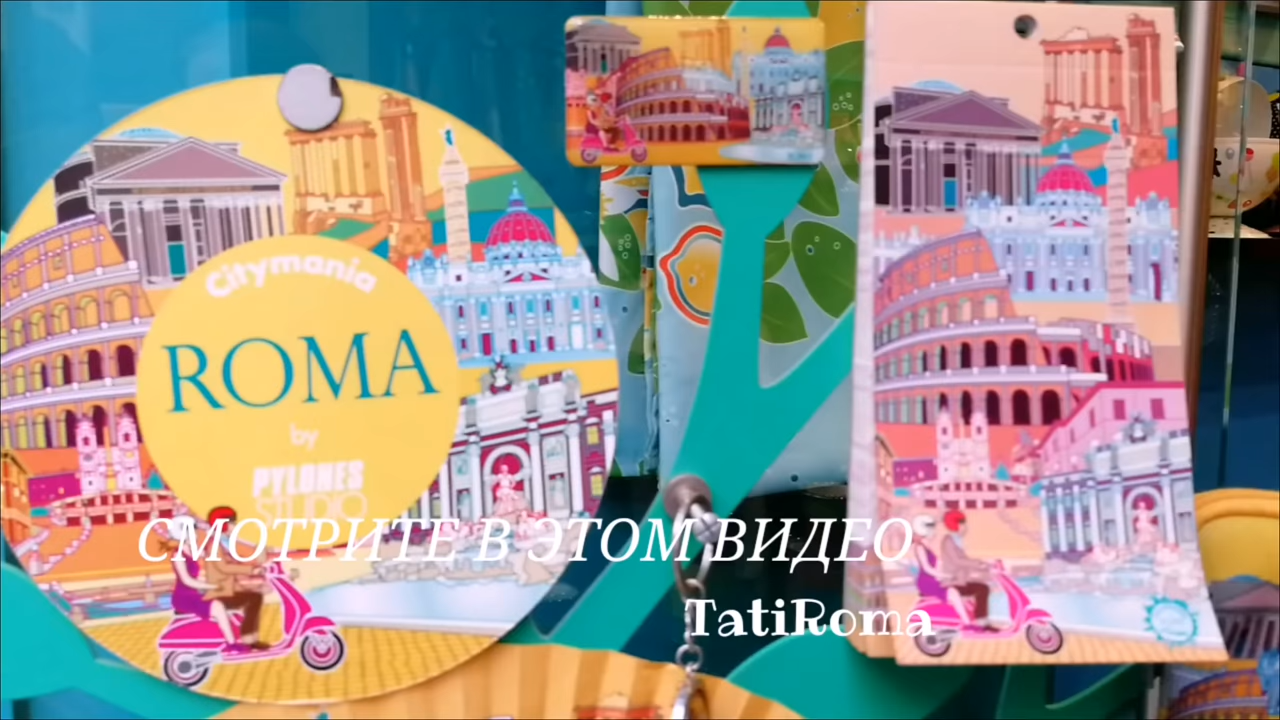 Citymania
ROMA
by
PYLONES
STUDIO
СМОТРИТЕ В ЭТОМ ВИДЕО
TatiRoma